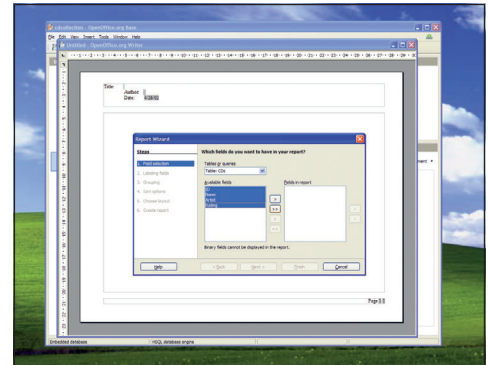 cdcollection - OpenOffice.org Base
File Edit View Insert Tools Window Help
Untitled - OpenOffice.org Writer
Title:
Author:
Date:
Report Wizard
Steps
Which fields do you want to have in your report?
1. Field selection
2. Labeling fields
3. Grouping
4. Sort options
5. Choose layout
6. Create report
Tables or queries
Table: CDs
Available fields
Fields in report
ID
Name
Artist
Rating
>
>>
<
<<
Binary fields cannot be displayed in the report.
Help
< Back
Next >
Finish
Cancel
Page
Embedded database
HSQL database engine